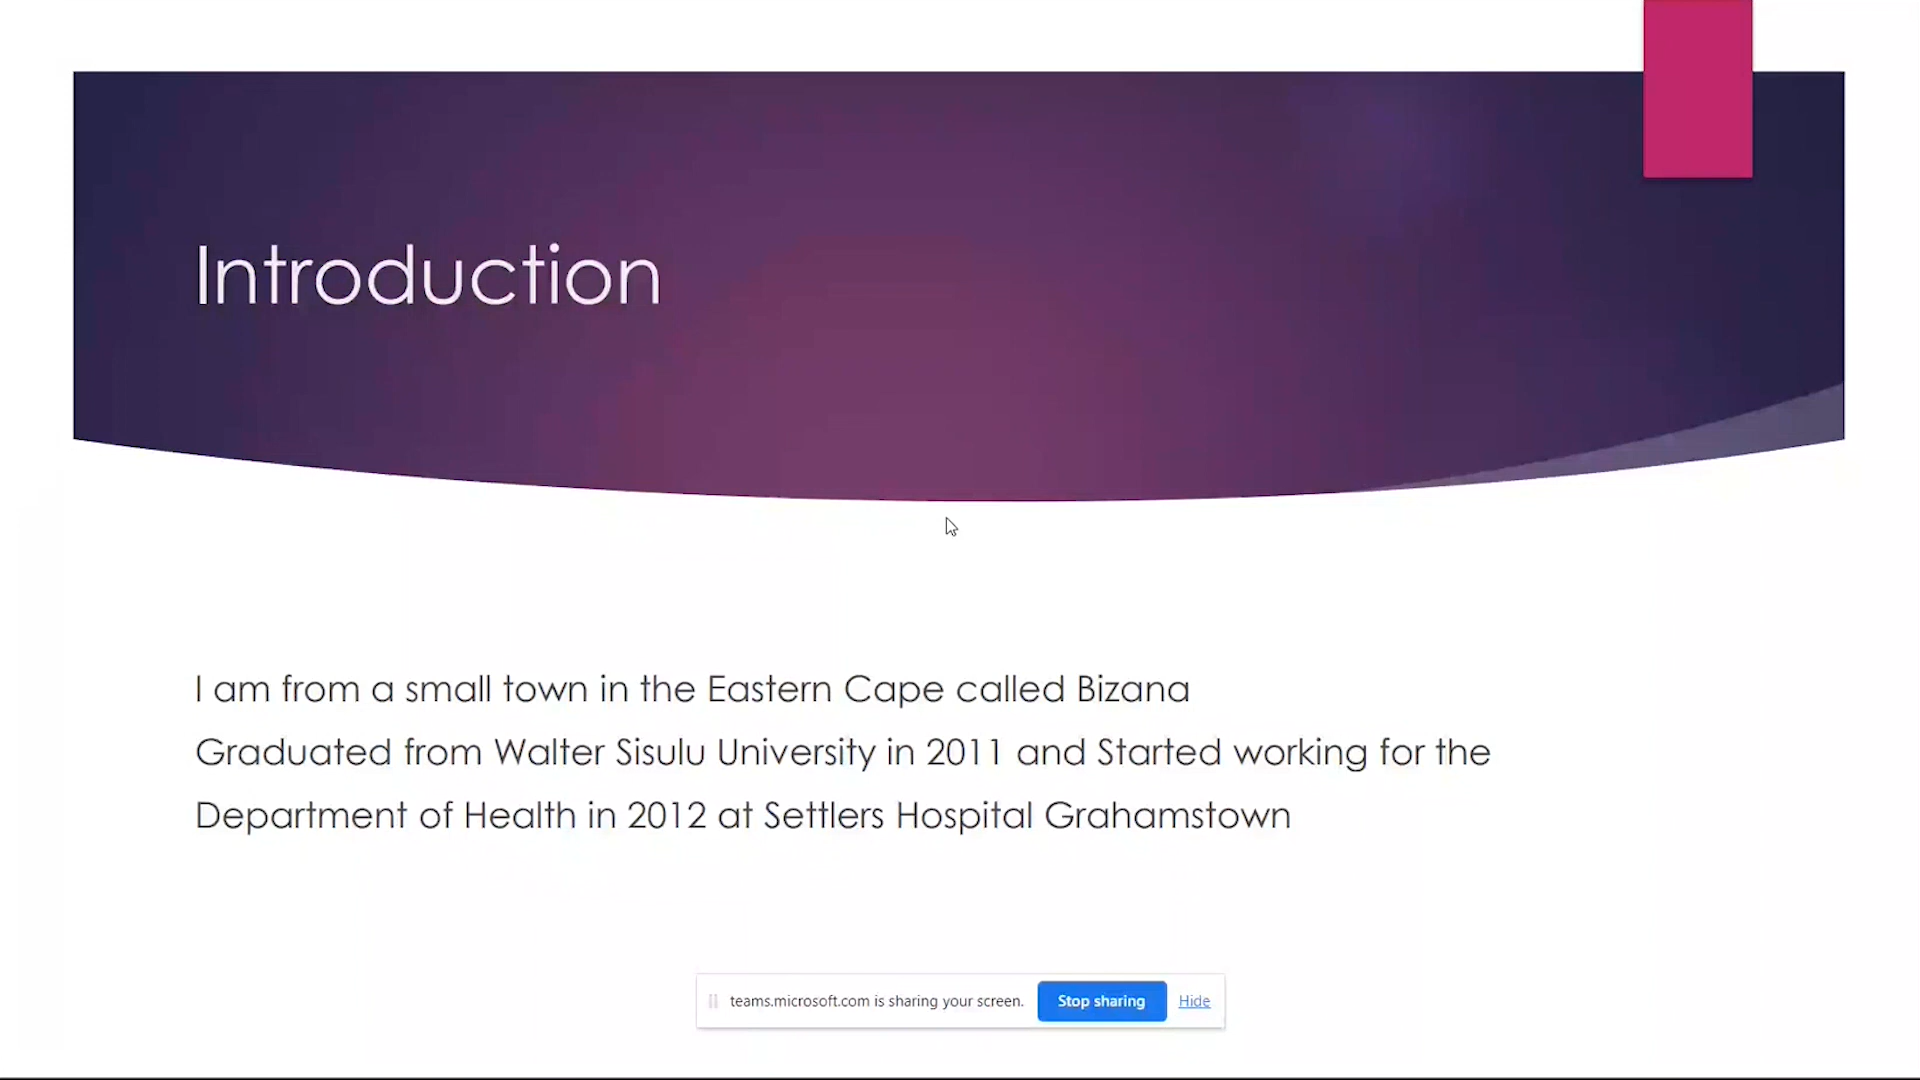 Introduction
I am from a small town in the Eastern Cape called Bizana
Graduated from Walter Sisulu University in 2011 and Started working for the
Department of Health in 2012 at Settlers Hospital Grahamstown
teams.microsoft.com is sharing your screen. Stop sharing Hide